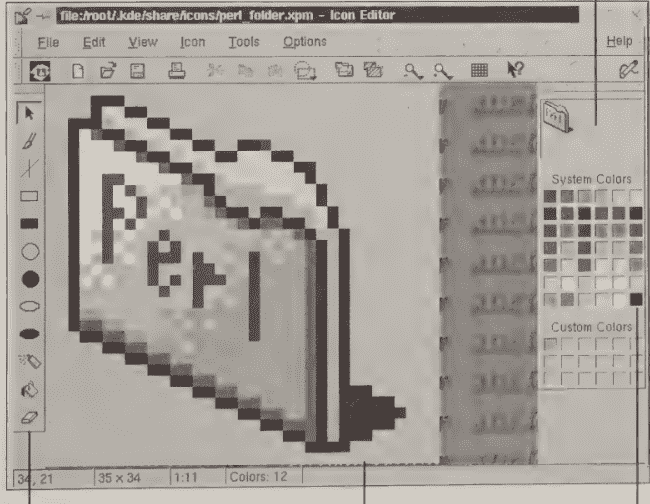 file:/root/.kde/share/icons/perl_folder.xpm - Icon Editor
File Edit View Icon Tools Options Help
System Colors
Perl
Custom Colors
34, 21 35 x 34 1:11 Colors: 12